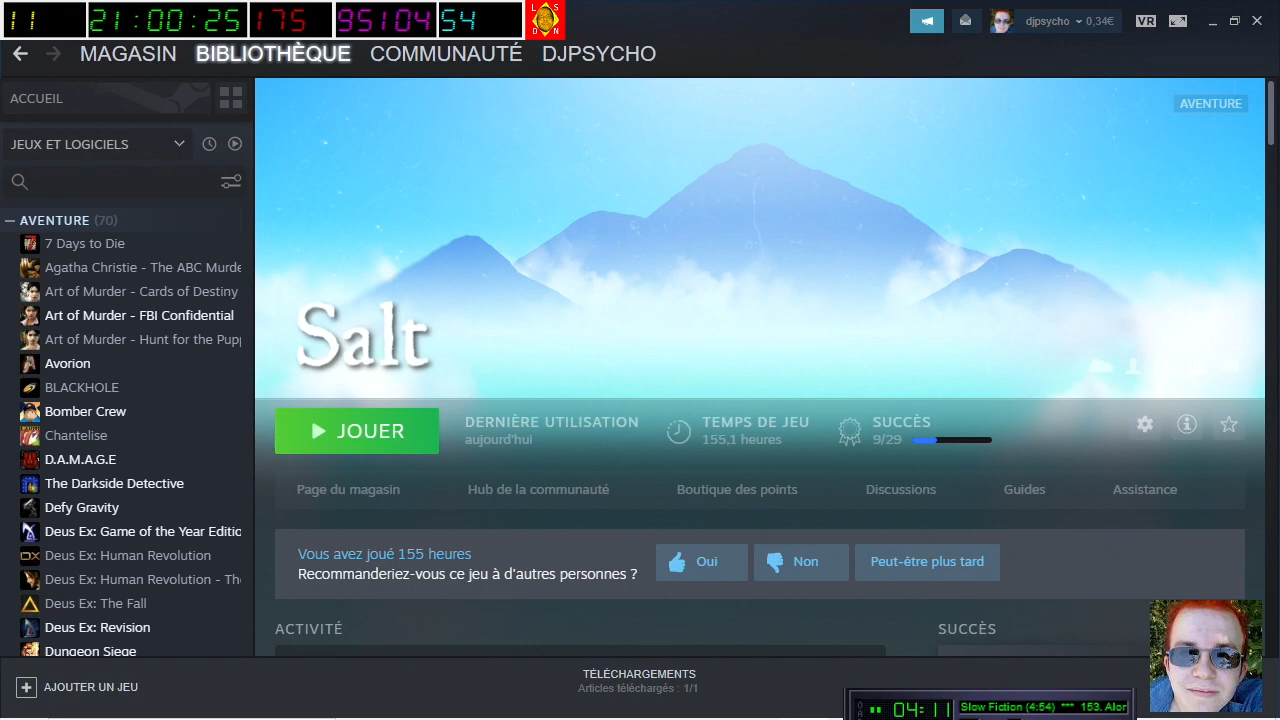 11 21:00:25 175 95104 54 LS DN
djpsycho 0,34€ VR
MAGASIN BIBLIOTHÈQUE COMMUNAUTÉ DJPSYCHO
ACCUEIL
AVENTURE
JEUX ET LOGICIELS
AVENTURE (70)
7 Days to Die
Agatha Christie - The ABC Murde
Art of Murder - Cards of Destiny
Art of Murder - FBI Confidential
Art of Murder - Hunt for the Pupp
Avorion
BLACKHOLE
Bomber Crew
Chantelise
D.A.M.A.G.E
The Darkside Detective
Defy Gravity
Deus Ex: Game of the Year Editio
Deus Ex: Human Revolution
Deus Ex: Human Revolution - The
Deus Ex: The Fall
Deus Ex: Revision
Dungeon Siege
Salt
JOUER
DERNIÈRE UTILISATION
aujourd'hui
TEMPS DE JEU
155,1 heures
SUCCÈS
9/29
Page du magasin Hub de la communauté Boutique des points Discussions Guides Assistance
Vous avez joué 155 heures
Recommanderiez-vous ce jeu à d'autres personnes ?
Oui Non Peut-être plus tard
ACTIVITÉ SUCCÈS
AJOUTER UN JEU
TÉLÉCHARGEMENTS
Articles téléchargés : 1/1
04:11 Slow Fiction (4:54) *** 153. Alor